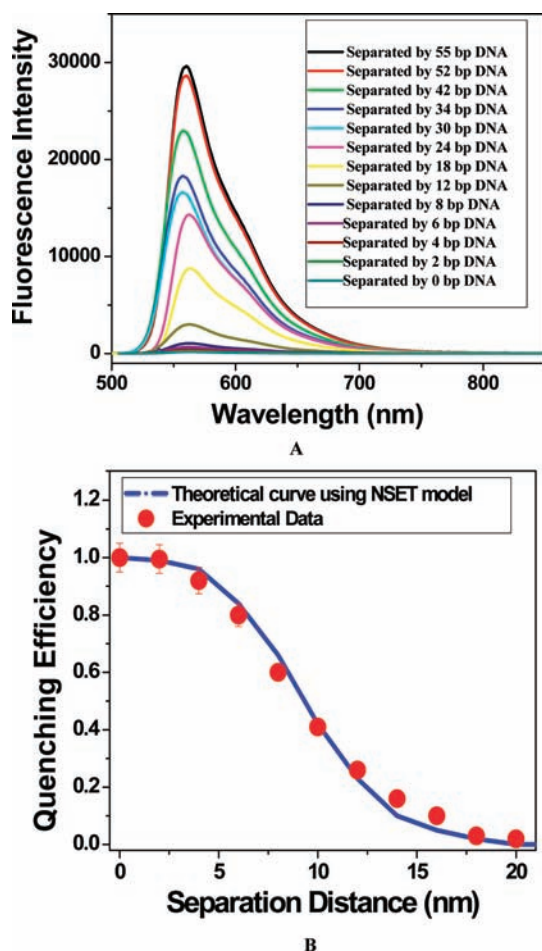 Fluorescence Intensity
30000
20000
10000
0
500
600
700
800
Wavelength (nm)
Separated by 55 bp DNA
Separated by 52 bp DNA
Separated by 42 bp DNA
Separated by 34 bp DNA
Separated by 30 bp DNA
Separated by 24 bp DNA
Separated by 18 bp DNA
Separated by 12 bp DNA
Separated by 8 bp DNA
Separated by 6 bp DNA
Separated by 4 bp DNA
Separated by 2 bp DNA
Separated by 0 bp DNA
A
Quenching Efficiency
1.2
1.0
0.8
0.6
0.4
0.2
0.0
Theoretical curve using NSET model
Experimental Data
0
5
10
15
20
Separation Distance (nm)
B